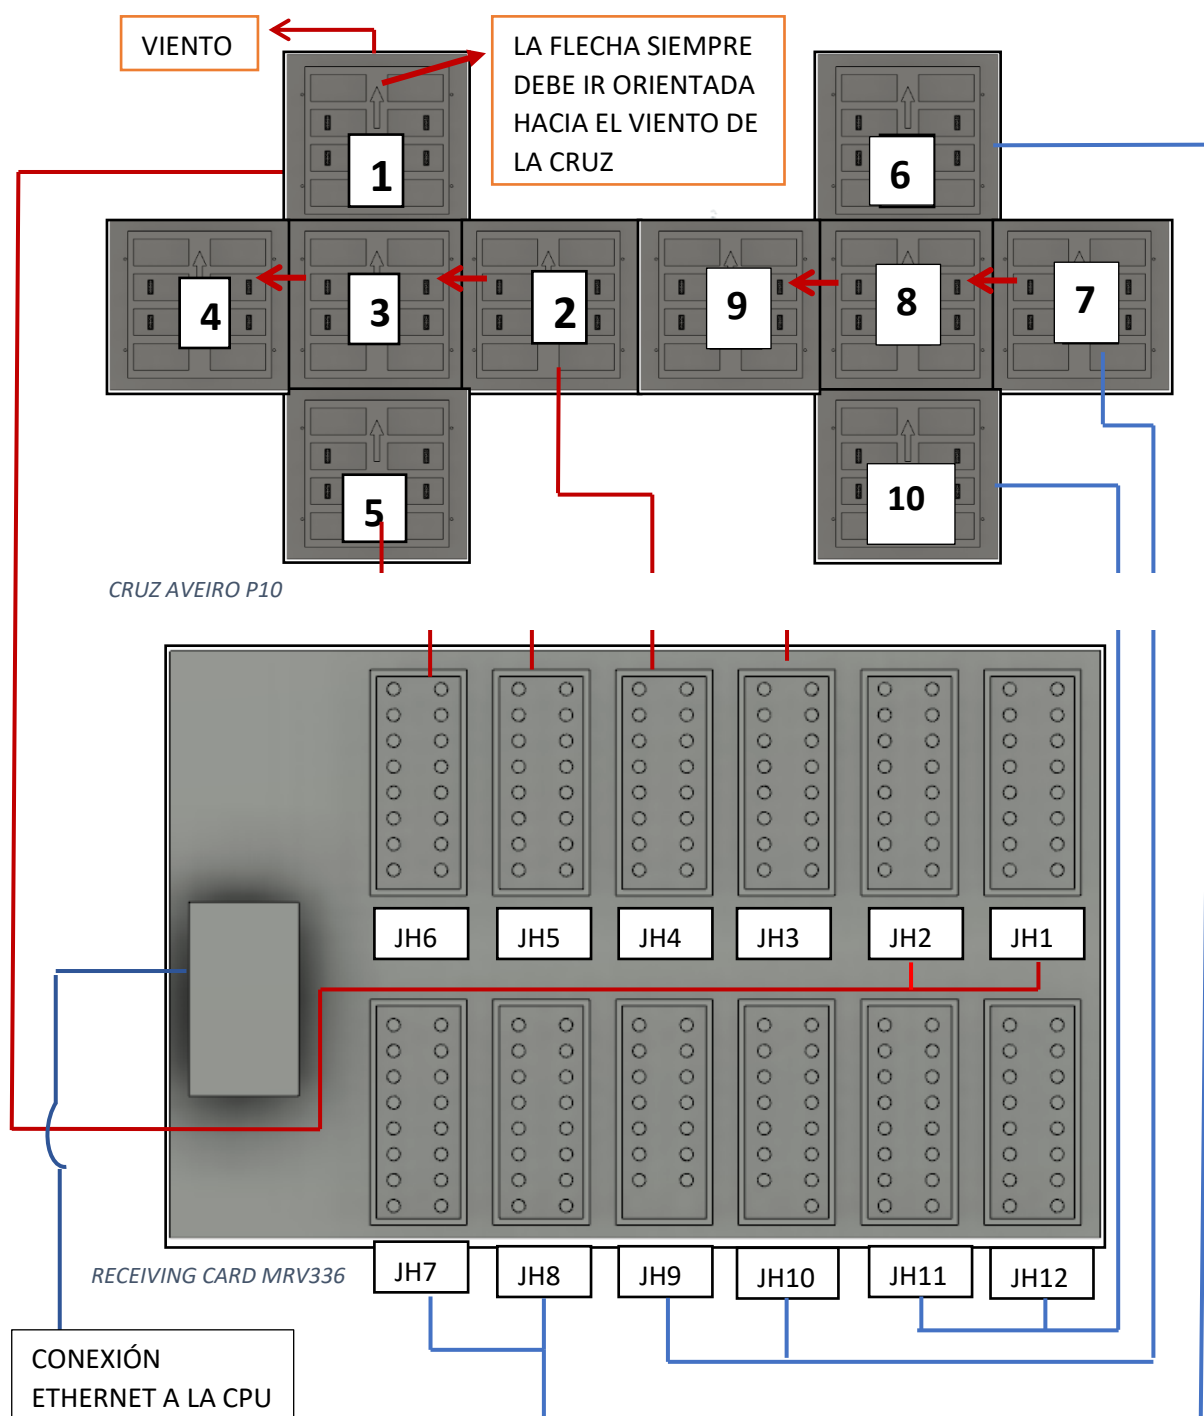 VIENTO
LA FLECHA SIEMPRE
DEBE IR ORIENTADA
HACIA EL VIENTO DE
LA CRUZ
1
6
4
3
2
9
8
7
5
10
CRUZ AVEIRO P10
JH6
JH5
JH4
JH3
JH2
JH1
RECEIVING CARD MRV336
JH7
JH8
JH9
JH10
JH11
JH12
CONEXIÓN
ETHERNET A LA CPU